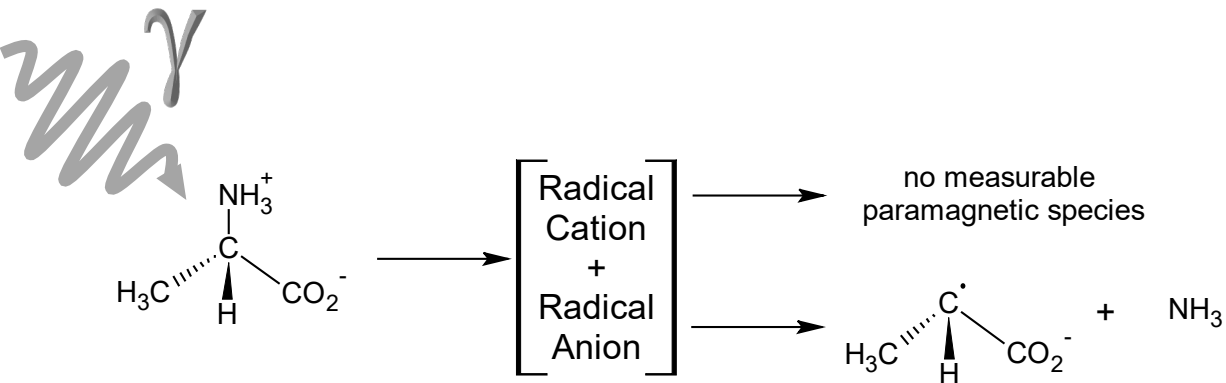 γ
NH₃⁺
C
H₃C
H
CO₂⁻
Radical
Cation
+
Radical
Anion
no measurable
paramagnetic species
C·
H₃C
H
CO₂⁻
+
NH₃